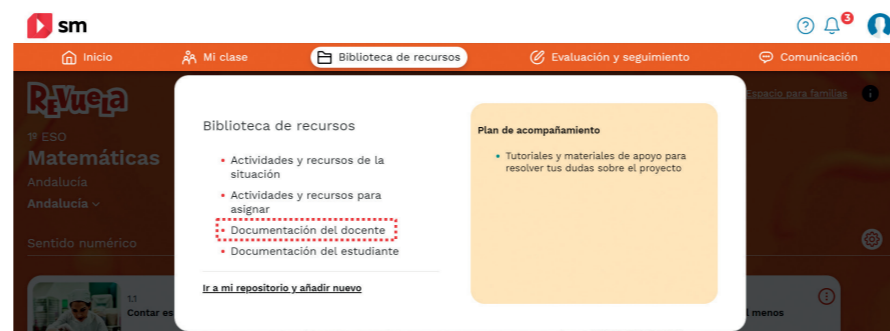 sm
3
Inicio
Mi clase
Biblioteca de recursos
Evaluación y seguimiento
Comunicación
REVUELA
Espacio para familias
i
1º ESO
Matemáticas
Andalucía
Andalucía
Sentido numérico
Biblioteca de recursos
• Actividades y recursos de la
situación
• Actividades y recursos para
asignar
• Documentación del docente
• Documentación del estudiante
Ir a mi repositorio y añadir nuevo
Plan de acompañamiento
• Tutoriales y materiales de apoyo para
resolver tus dudas sobre el proyecto
1.1
Contar es
menos